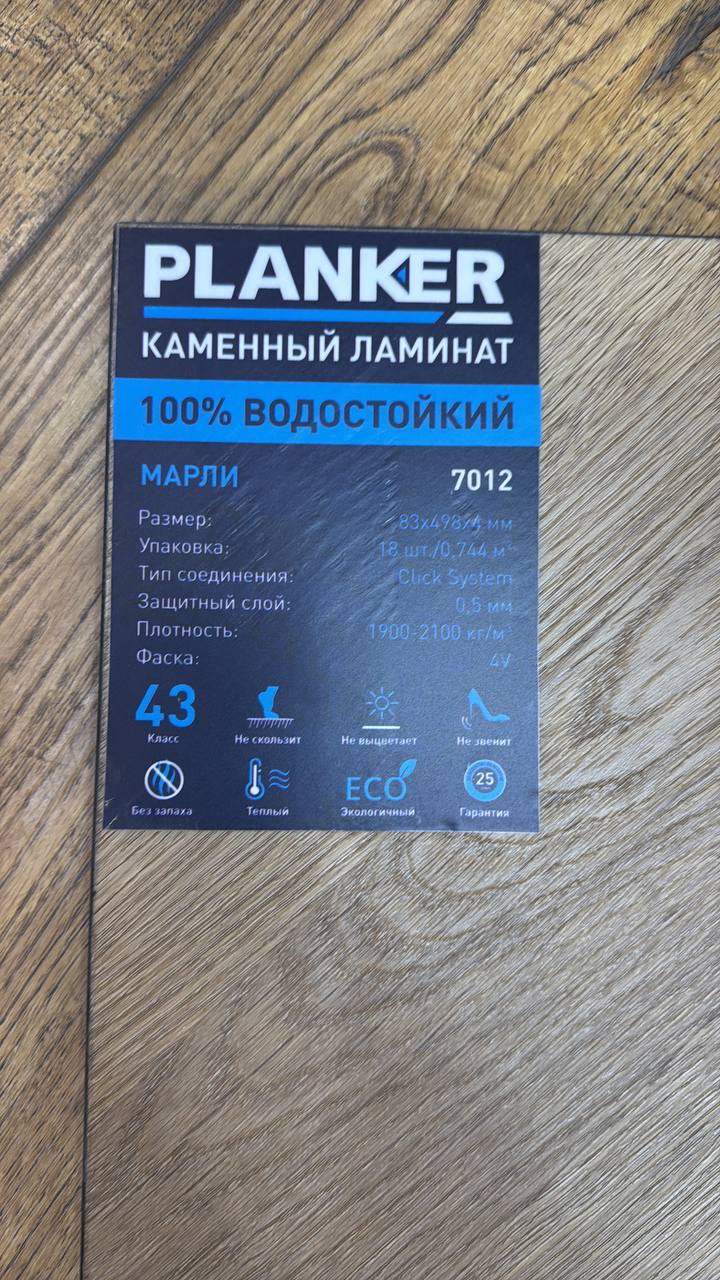 PLANKER
КАМЕННЫЙ ЛАМИНАТ
100% ВОДОСТОЙКИЙ
МАРЛИ 7012
Размер: 83x498x4 мм
Упаковка: 18 шт./0,744 м²
Тип соединения: Click System
Защитный слой: 0,5 мм
Плотность: 1900-2100 кг/м³
Фаска: 4V
43
Класс Не скользит Не выцветает Не звенит
ECO 25
Без запаха Теплый Экологичный Гарантия